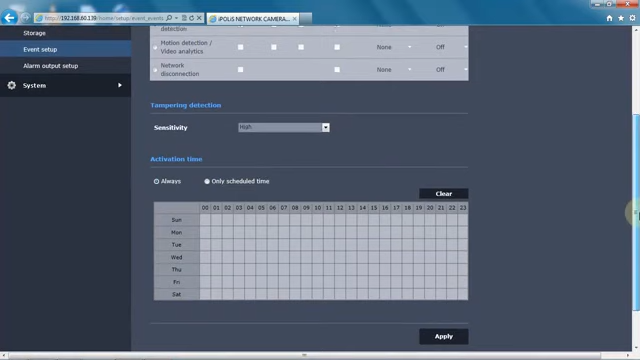 http://192.168.60.139/home/setup/event_events
iPOLiS NETWORK CAMERA...
Storage
Event setup
Alarm output setup
System
detection
Motion detection /
Video analytics
None
Off
Network
disconnection
None
Off
Tampering detection
Sensitivity
High
Activation time
Always
Only scheduled time
Clear
00 01 02 03 04 05 06 07 08 09 10 11 12 13 14 15 16 17 18 19 20 21 22 23
Sun
Mon
Tue
Wed
Thu
Fri
Sat
Apply